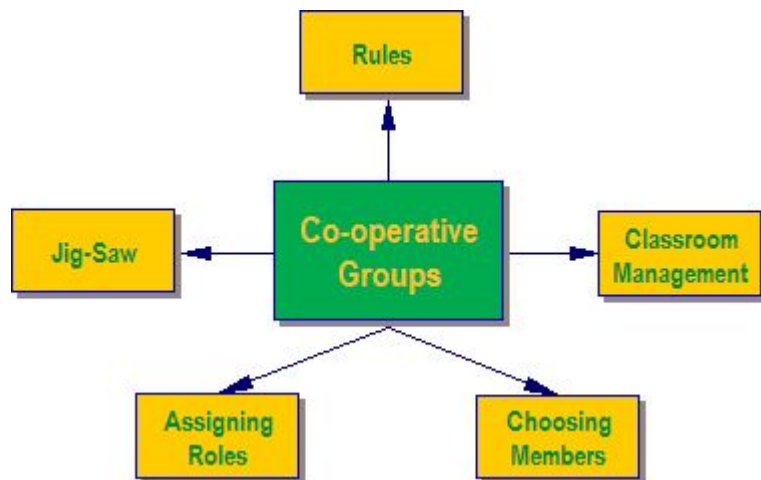 Rules
Co-operative
Groups
Jig-Saw
Classroom
Management
Assigning
Roles
Choosing
Members